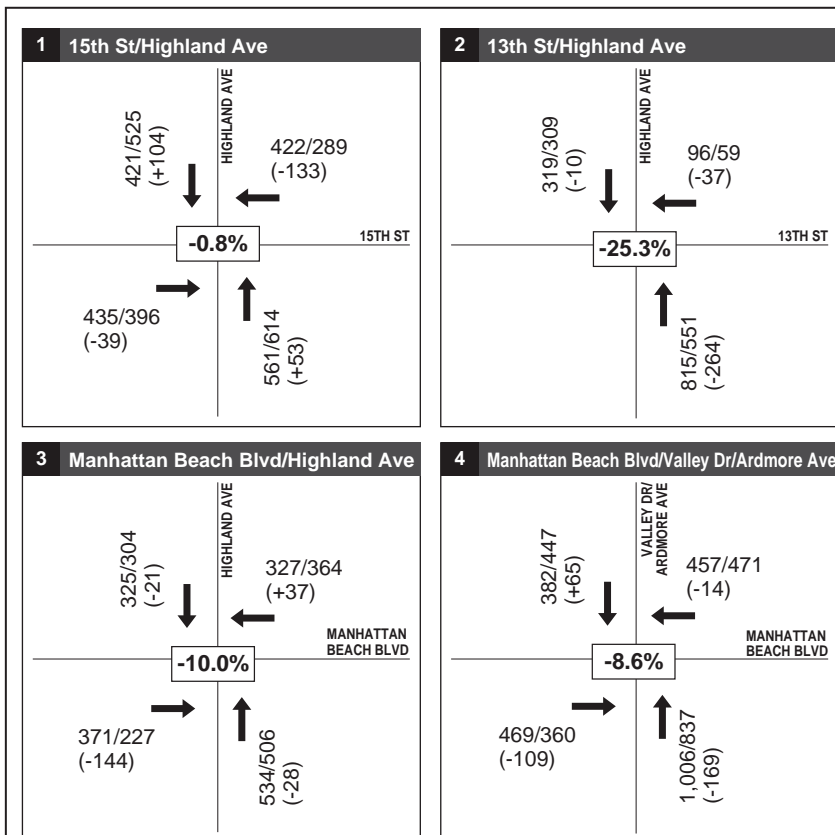 1 15th St/Highland Ave
HIGHLAND AVE
421/525
(+104)
422/289
(-133)
15TH ST
-0.8%
435/396
(-39)
561/614
(+53)
2 13th St/Highland Ave
HIGHLAND AVE
319/309
(-10)
96/59
(-37)
13TH ST
-25.3%
815/551
(-264)
3 Manhattan Beach Blvd/Highland Ave
HIGHLAND AVE
325/304
(-21)
327/364
(+37)
MANHATTAN
BEACH BLVD
-10.0%
371/227
(-144)
534/506
(-28)
4 Manhattan Beach Blvd/Valley Dr/Ardmore Ave
VALLEY DR/
ARDMORE AVE
382/447
(+65)
457/471
(-14)
MANHATTAN
BEACH BLVD
-8.6%
469/360
(-109)
1,006/837
(-169)